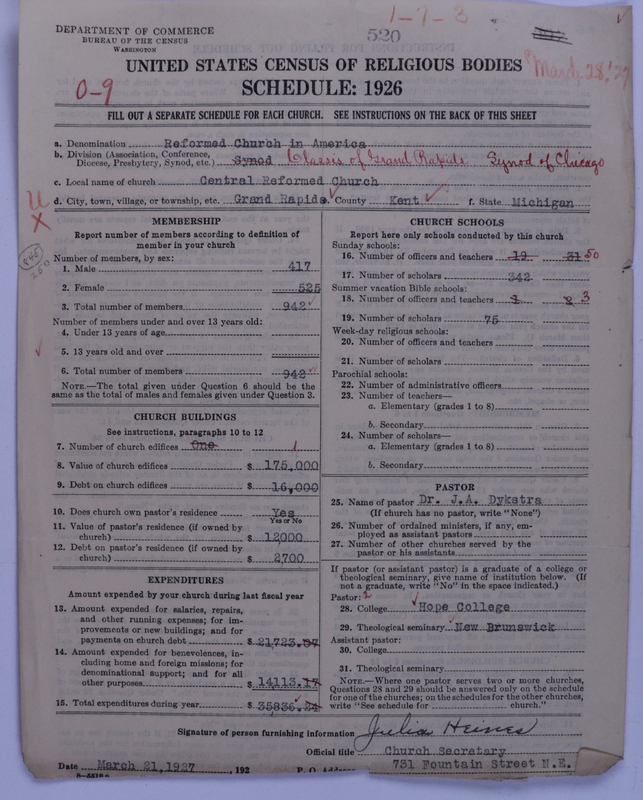 1-7-3
DEPARTMENT OF COMMERCE
BUREAU OF THE CENSUS
WASHINGTON
520
UNITED STATES CENSUS OF RELIGIOUS BODIES
March 28'27
SCHEDULE: 1926
0-9
FILL OUT A SEPARATE SCHEDULE FOR EACH CHURCH. SEE INSTRUCTIONS ON THE BACK OF THIS SHEET
a. Denomination Reformed Church in America
b. Division (Association, Conference, Diocese, Presbytery, Synod, etc.) Synod Classis of Grand Rapids Synod of Chicago
c. Local name of church Central Reformed Church
d. City, town, village, or township, etc. Grand Rapids County Kent f. State Michigan
MEMBERSHIP
Report number of members according to definition of
member in your church
Number of members, by sex:
1. Male 417
2. Female 525
3. Total number of members 942
Number of members under and over 13 years old:
4. Under 13 years of age
5. 13 years old and over
6. Total number of members 942
NOTE.—The total given under Question 6 should be the
same as the total of males and females given under Question 3.
CHURCH BUILDINGS
See instructions, paragraphs 10 to 12
7. Number of church edifices One 1
8. Value of church edifices $ 175,000
9. Debt on church edifices $ 16,000
10. Does church own pastor's residence Yes
Yes or No
11. Value of pastor's residence (if owned by
church) $ 12000
12. Debt on pastor's residence (if owned by
church) $ 2,700
EXPENDITURES
Amount expended by your church during last fiscal year
13. Amount expended for salaries, repairs,
and other running expenses; for im-
provements or new buildings; and for
payments on church debt $ 21723.07
14. Amount expended for benevolences, in-
cluding home and foreign missions; for
denominational support; and for all
other purposes $ 14113.17
15. Total expenditures during year $ 35836.24
CHURCH SCHOOLS
Report here only schools conducted by this church
Sunday schools:
16. Number of officers and teachers 19 31 50
17. Number of scholars 342
Summer vacation Bible schools:
18. Number of officers and teachers 1 2 3
19. Number of scholars 75
Week-day religious schools:
20. Number of officers and teachers
21. Number of scholars
Parochial schools:
22. Number of administrative officers
23. Number of teachers—
a. Elementary (grades 1 to 8)
b. Secondary
24. Number of scholars—
a. Elementary (grades 1 to 8)
b. Secondary
PASTOR
25. Name of pastor Dr. J.A. Dykstra
(If church has no pastor, write "None")
26. Number of ordained ministers, if any, em-
ployed as assistant pastors
27. Number of other churches served by the
pastor or his assistants
If pastor (or assistant pastor) is a graduate of a college or
theological seminary, give name of institution below. (If
not a graduate, write "No" in the space indicated.)
Pastor: 2
28. College Hope College
29. Theological seminary New Brunswick
Assistant pastor:
30. College
31. Theological seminary
NOTE.—Where one pastor serves two or more churches,
Questions 28 and 29 should be answered only on the schedule
for one of the churches; on the schedules for the other churches,
write "See schedule for church."
Signature of person furnishing information Julia Heines
Official title Church Secretary
Date March 21,1927, 192 P. O. Address 731 Fountain Street N.E.